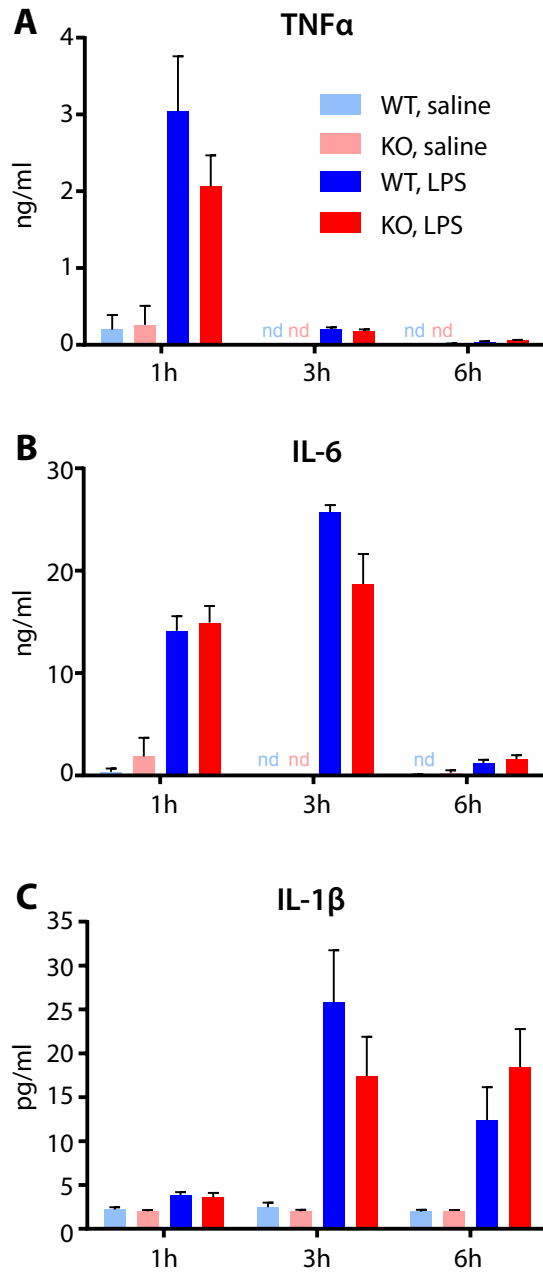 A
TNFα
4
3
2
1
0
ng/ml
WT, saline
KO, saline
WT, LPS
KO, LPS
nd nd
nd nd
1h
3h
6h
B
IL-6
30
20
10
0
ng/ml
nd nd
nd
1h
3h
6h
C
IL-1β
35
30
25
20
15
10
5
0
pg/ml
1h
3h
6h